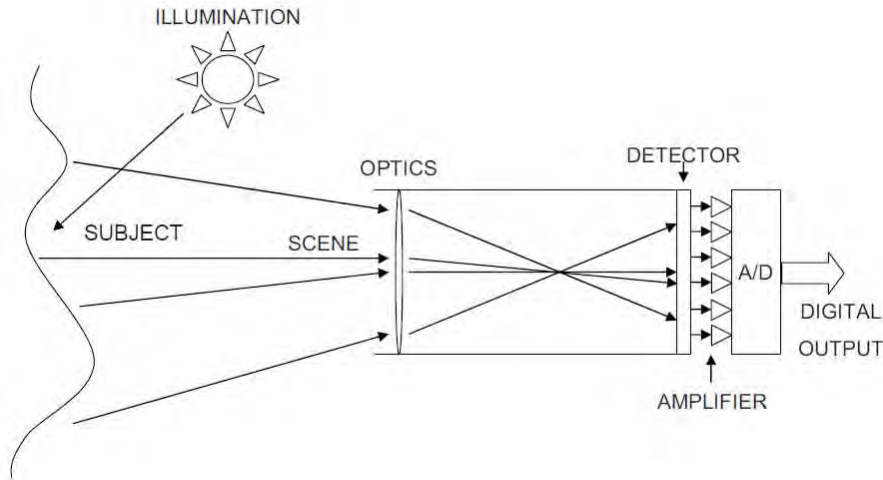 ILLUMINATION
OPTICS
DETECTOR
SUBJECT
SCENE
A/D
DIGITAL
OUTPUT
AMPLIFIER